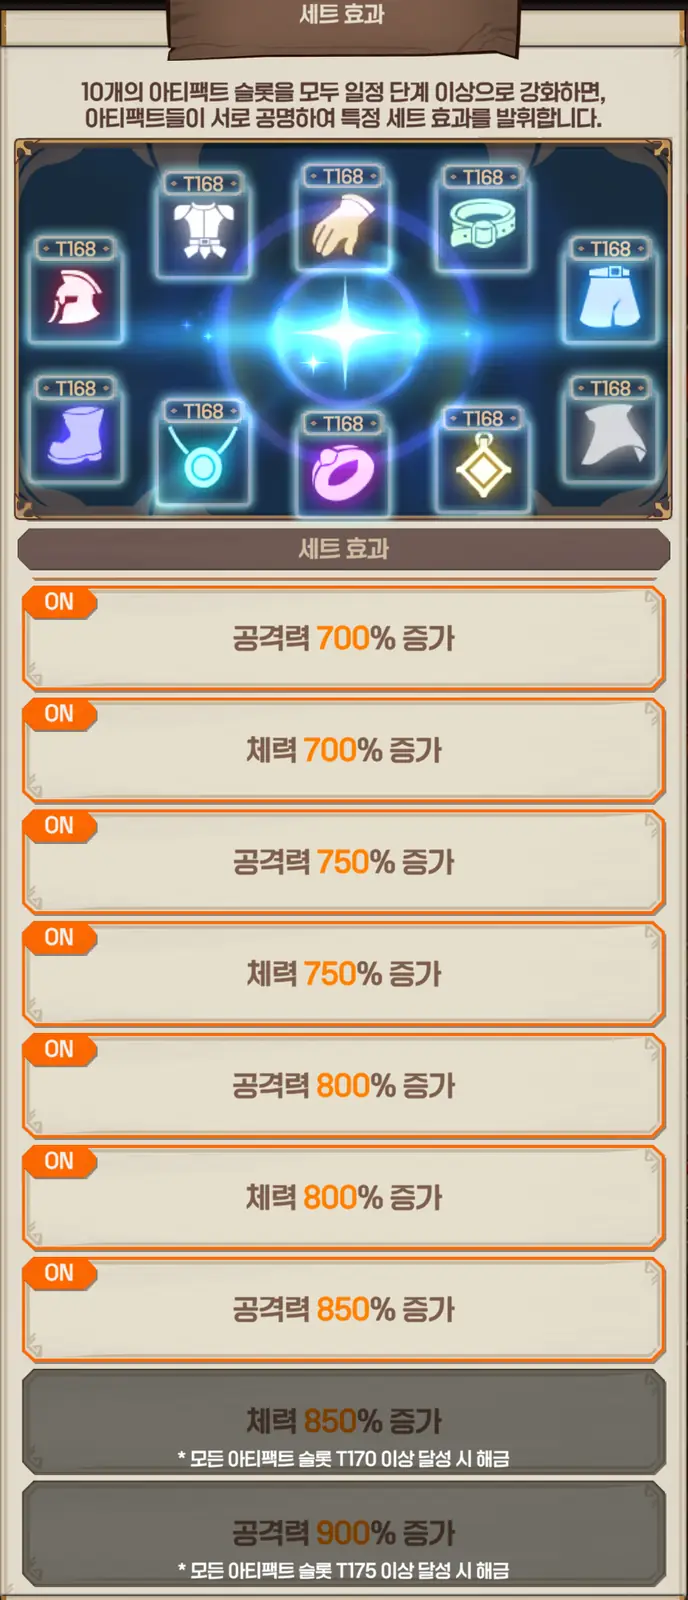 세트 효과
10개의 아티팩트 슬롯을 모두 일정 단계 이상으로 강화하면,
아티팩트들이 서로 공명하여 특정 세트 효과를 발휘합니다.
T168
T168
T168
T168
T168
T168
T168
T168
T168
T168
세트 효과
ON
공격력 700% 증가
ON
체력 700% 증가
ON
공격력 750% 증가
ON
체력 750% 증가
ON
공격력 800% 증가
ON
체력 800% 증가
ON
공격력 850% 증가
체력 850% 증가
* 모든 아티팩트 슬롯 T170 이상 달성 시 해금
공격력 900% 증가
* 모든 아티팩트 슬롯 T175 이상 달성 시 해금